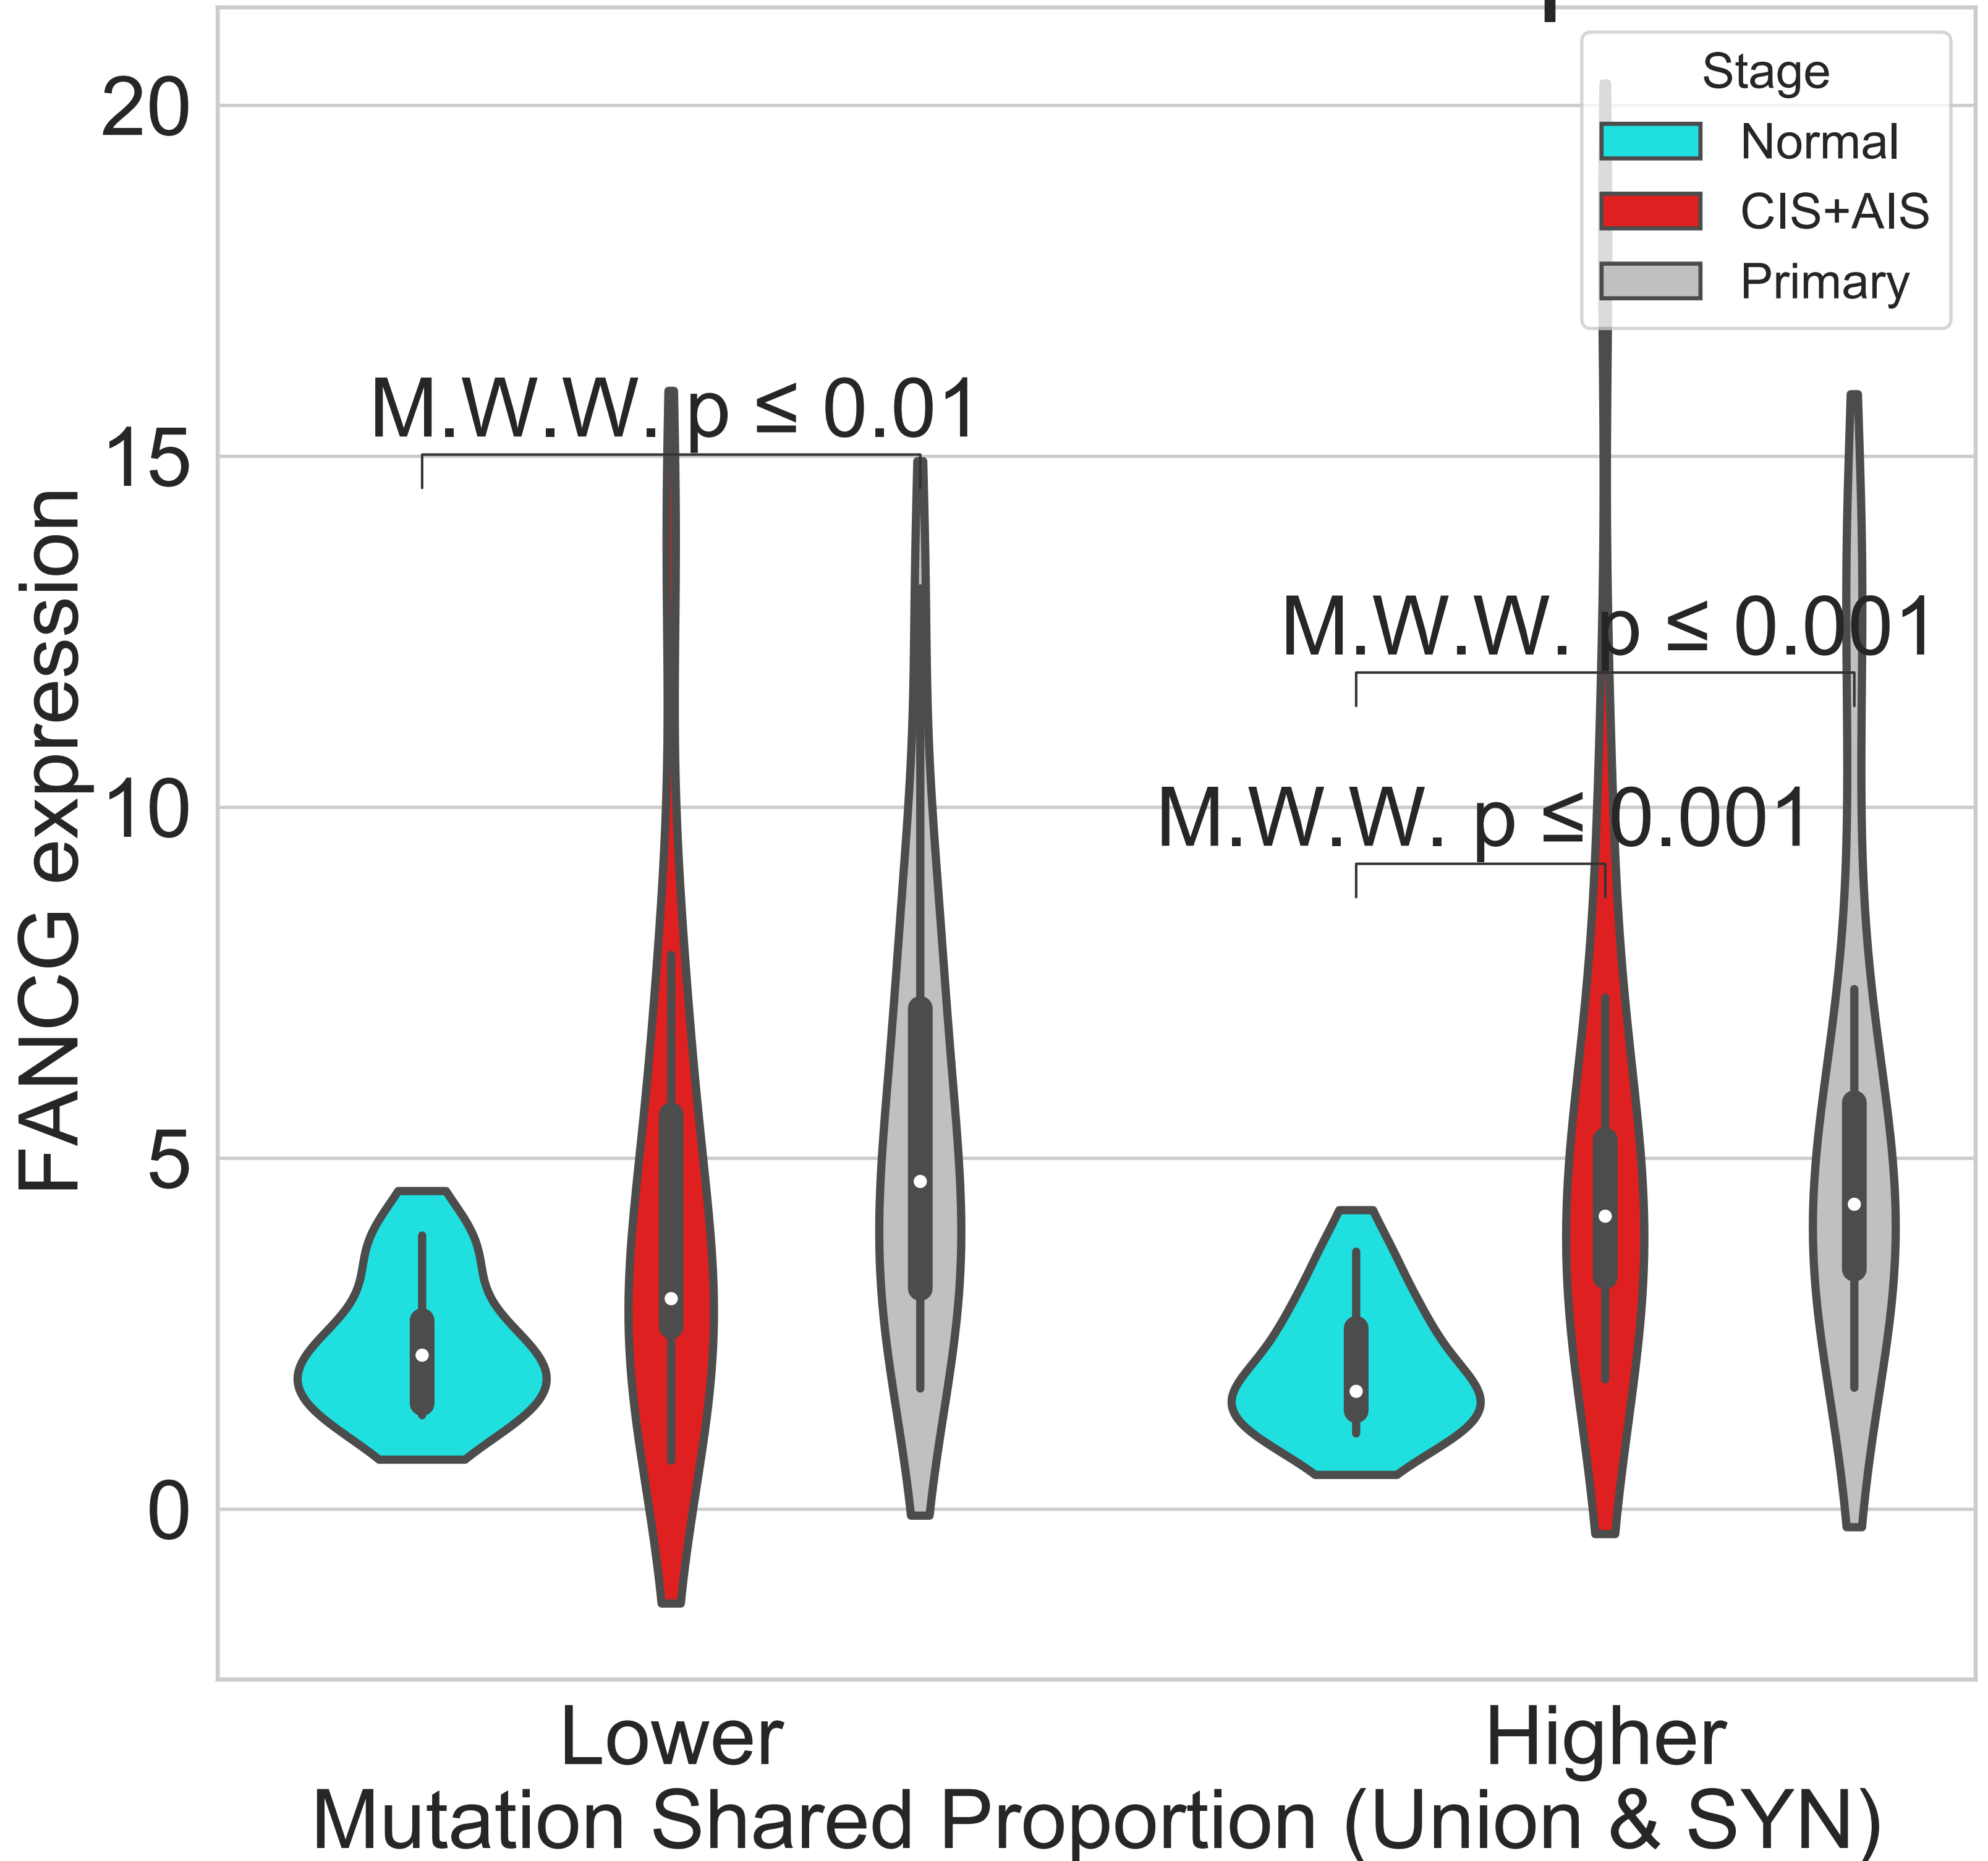 Stage
Normal
CIS+AIS
Primary
20
15
10
5
0
FANCG expression
M.W.W. p ≤ 0.01
M.W.W. p ≤ 0.001
M.W.W. p ≤ 0.001
Lower
Higher
Mutation Shared Proportion (Union & SYN)